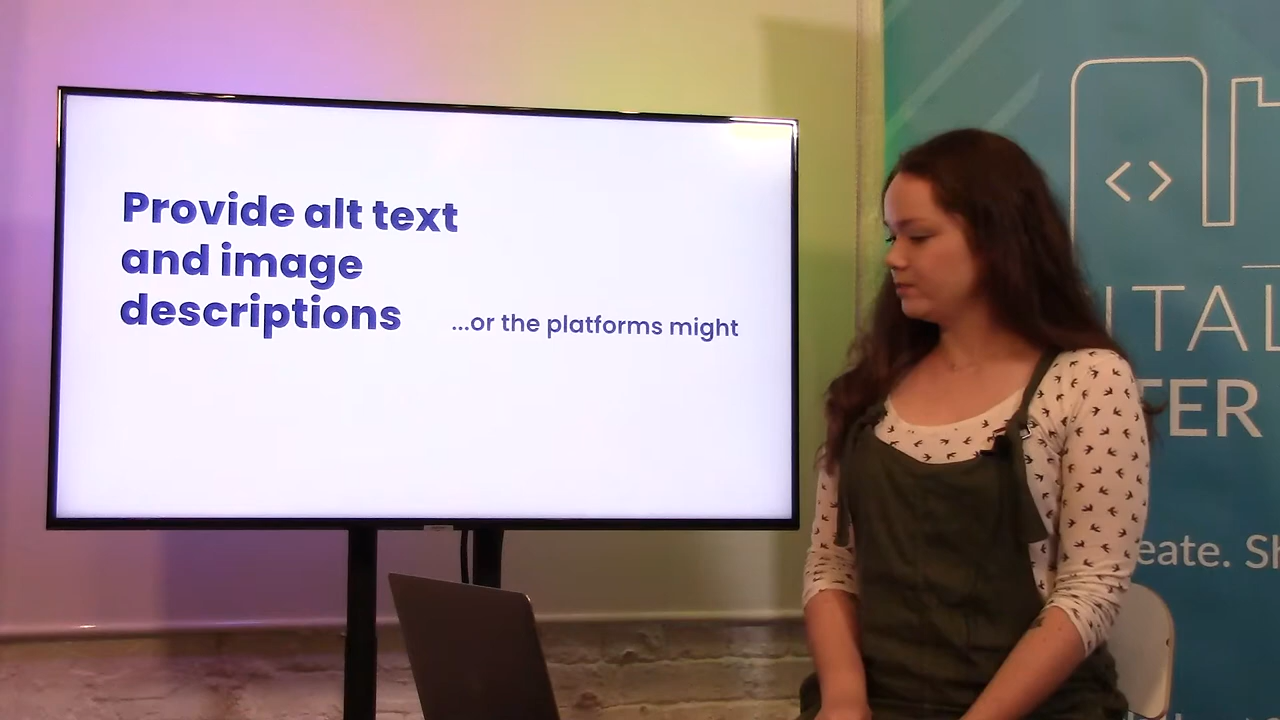 Provide alt text
and image
descriptions
...or the platforms might
ITAL
TER
eate. Sh